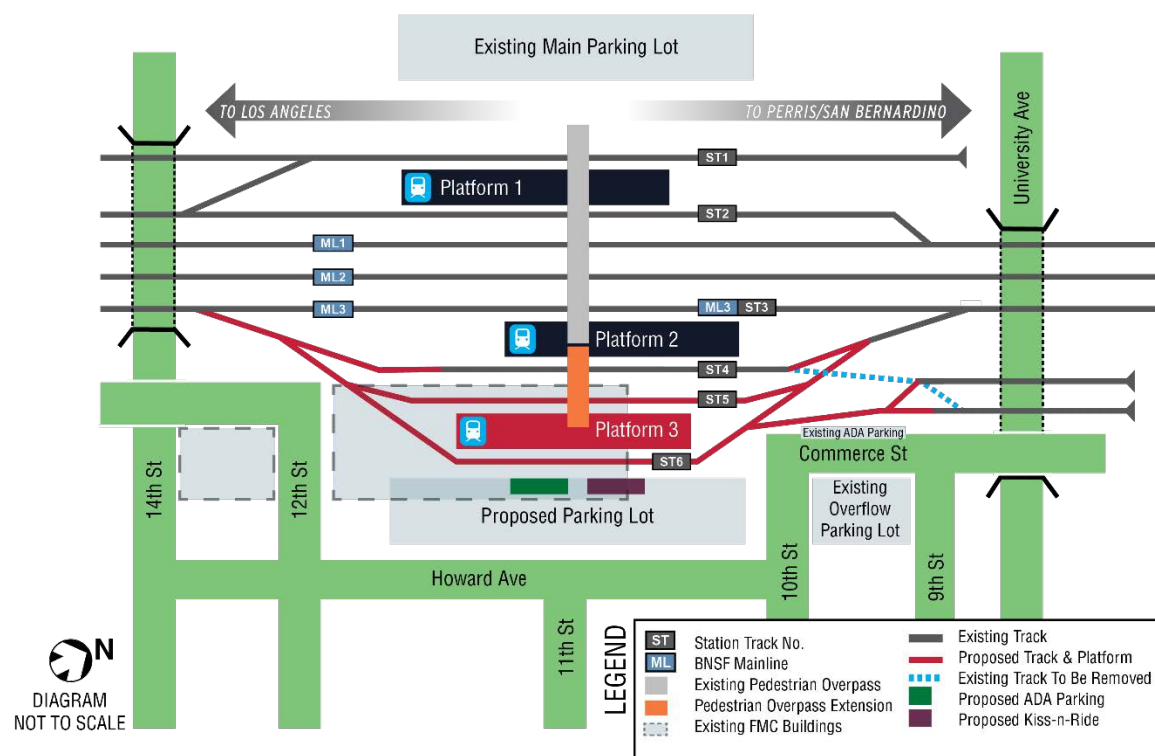 Existing Main Parking Lot
TO LOS ANGELES
TO PERRIS/SAN BERNARDINO
University Ave
ST1
Platform 1
ST2
ML1
ML2
ML3
ML3 ST3
Platform 2
ST4
ST5
Platform 3
ST6
Existing ADA Parking
Commerce St
14th St
12th St
Existing
Overflow
Parking Lot
Proposed Parking Lot
Howard Ave
11th St
10th St
9th St
N
DIAGRAM
NOT TO SCALE
LEGEND
ST Station Track No.
ML BNSF Mainline
Existing Pedestrian Overpass
Pedestrian Overpass Extension
Existing FMC Buildings
Existing Track
Proposed Track & Platform
Existing Track To Be Removed
Proposed ADA Parking
Proposed Kiss-n-Ride